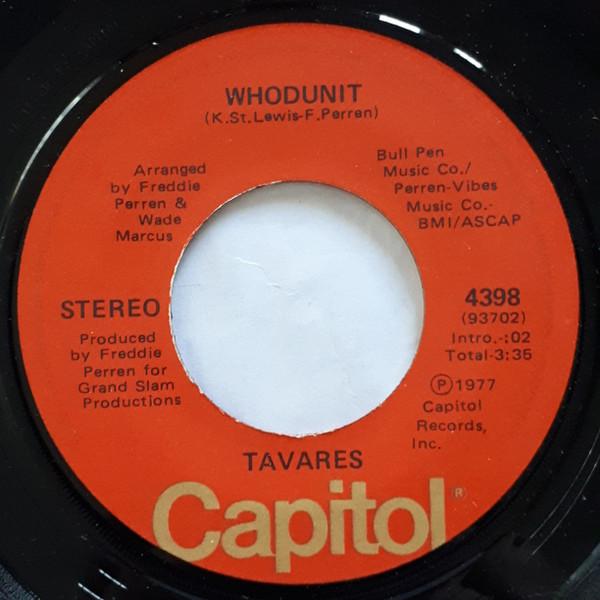 WHODUNIT
(K.St.Lewis-F.Perren)
Arranged
by Freddie
Perren &
Wade
Marcus
Bull Pen
Music Co./
Perren-Vibes
Music Co.-
BMI/ASCAP
STEREO
Produced
by Freddie
Perren for
Grand Slam
Productions
4398
(93702)
Intro.-:02
Total-3:35
℗1977
Capitol
Records,
Inc.
TAVARES
Capitol®